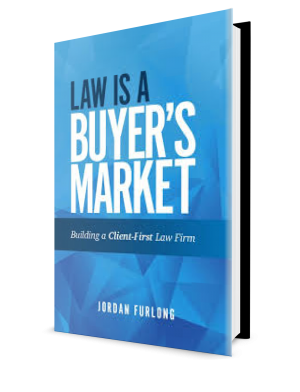 LAW IS A
BUYER'S
MARKET
Building a Client-First Law Firm
JORDAN FURLONG